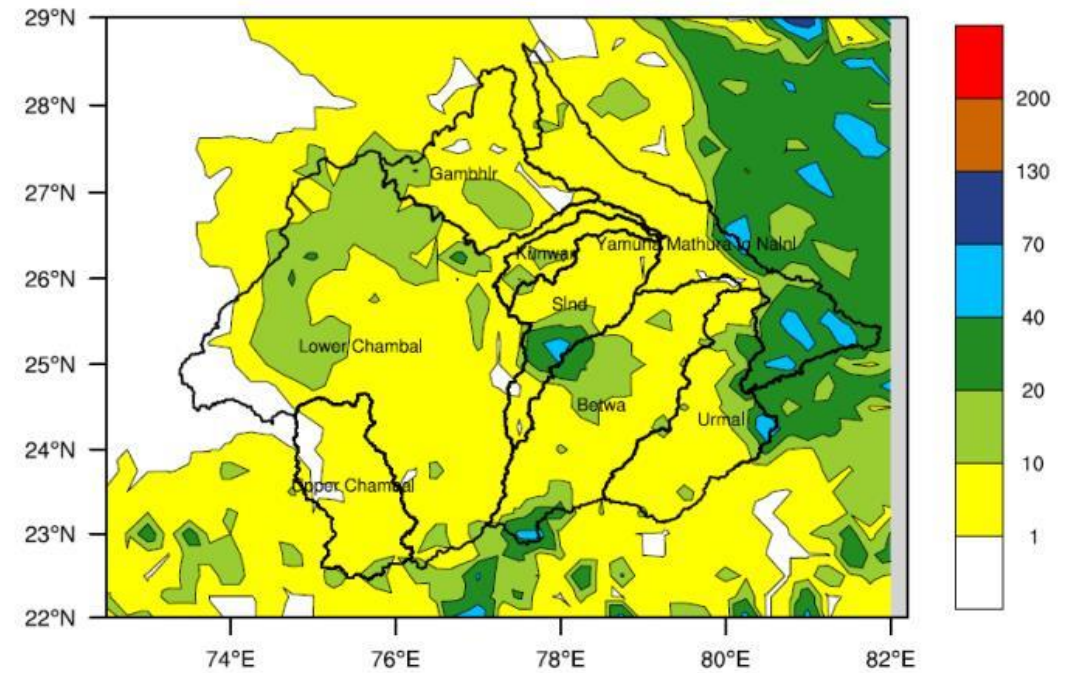 29°N
28°N
27°N
26°N
25°N
24°N
23°N
22°N
74°E
76°E
78°E
80°E
82°E
GambhIr
Kunwari
Yamuna Mathura to NaInI
SInd
Lower Chambal
Betwa
UrmaI
Upper Chambal
200
130
70
40
20
10
1